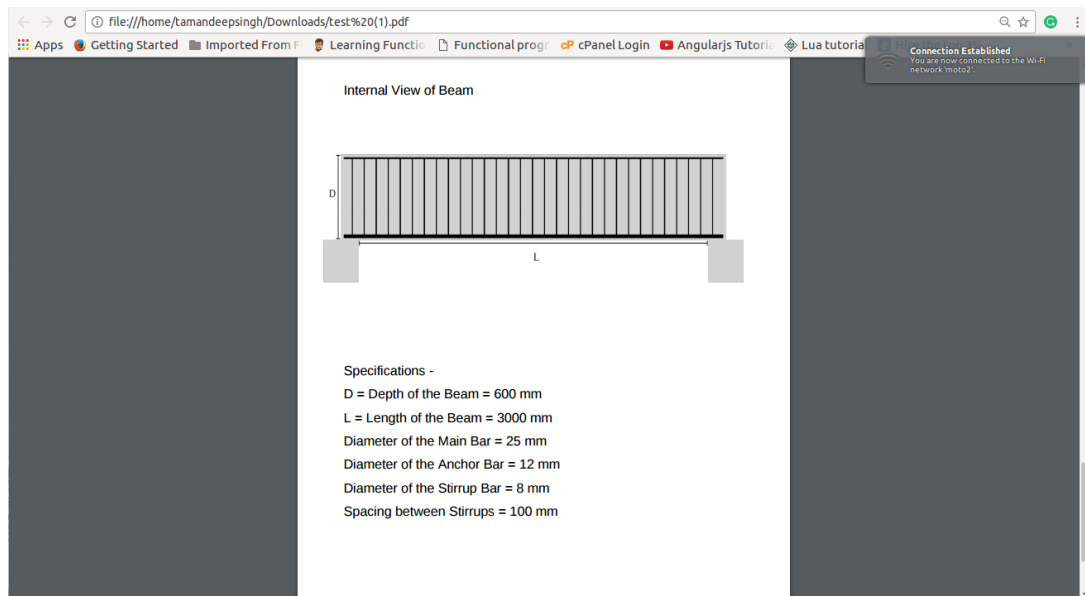 file:///home/tamandeepsingh/Downloads/test%20(1).pdf
Apps Getting Started Imported From F Learning Functio Functional progr cPanel Login Angularjs Tutoria Lua tutoria
Connection Established
You are now connected to the Wi-Fi
network 'moto2'.
Internal View of Beam
D
L
Specifications -
D = Depth of the Beam = 600 mm
L = Length of the Beam = 3000 mm
Diameter of the Main Bar = 25 mm
Diameter of the Anchor Bar = 12 mm
Diameter of the Stirrup Bar = 8 mm
Spacing between Stirrups = 100 mm